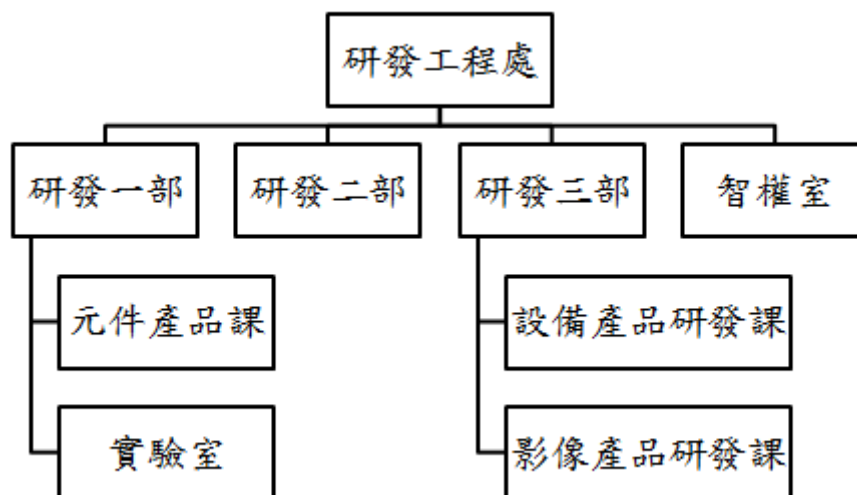 研發工程處
研發一部
研發二部
研發三部
智權室
元件產品課
設備產品研發課
實驗室
影像產品研發課